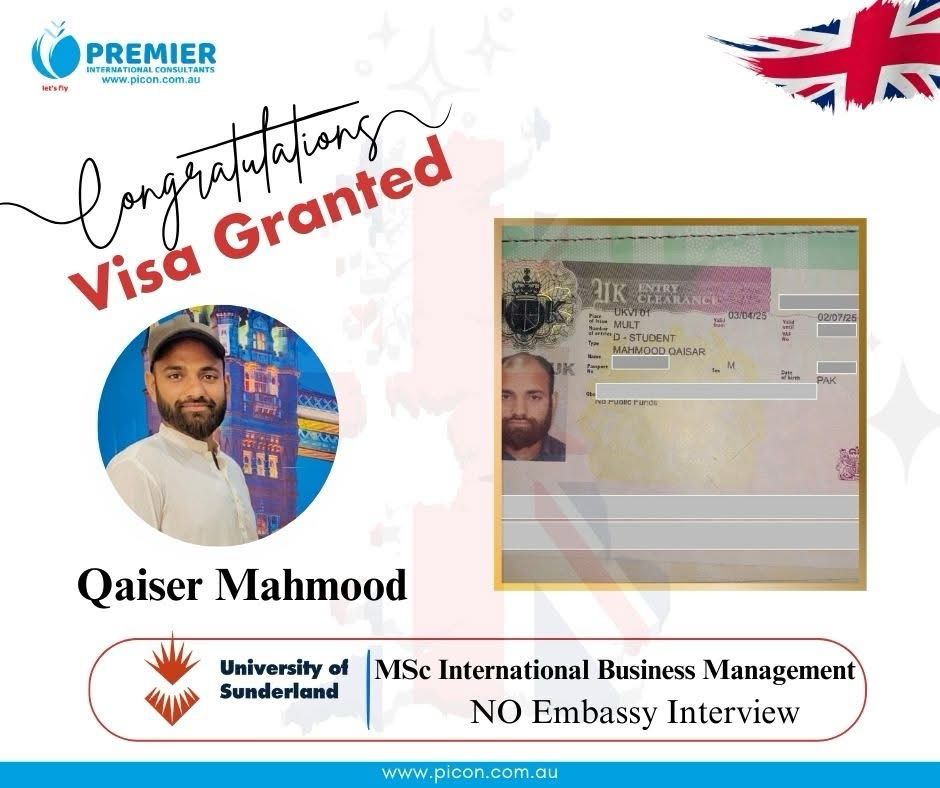 PREMIER
INTERNATIONAL CONSULTANTS
www.picon.com.au
let's fly
Congratulations
Visa Granted
UK ENTRY
CLEARANCE
Place of Issue UKVI 01 Valid from 03/04/25 Valid until 02/07/25
Number of entries MULT VAF No
Type D - STUDENT
Name MAHMOOD QAISAR
Passport No Sex M Date of birth PAK
No Public Funds
UK
Qaiser Mahmood
University of
Sunderland
MSc International Business Management
NO Embassy Interview
www.picon.com.au